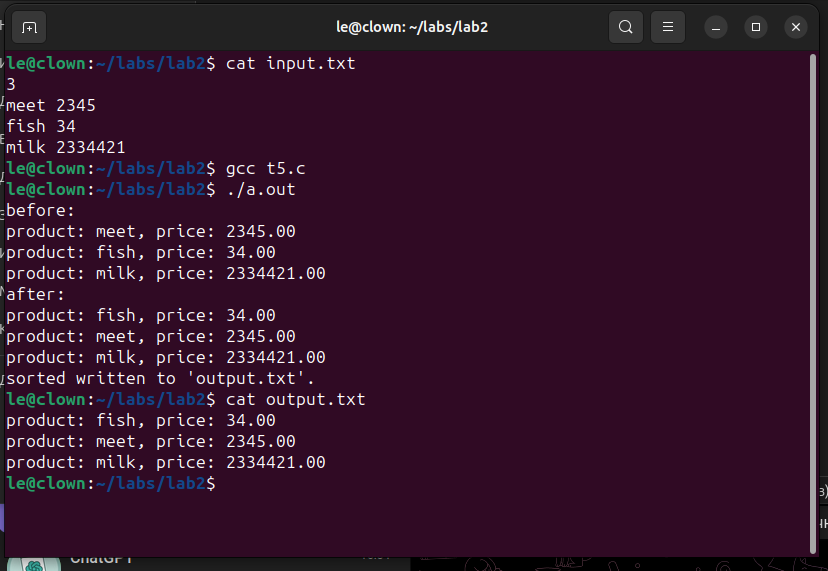 le@clown: ~/labs/lab2
le@clown:~/labs/lab2$ cat input.txt
3
meet 2345
fish 34
milk 2334421
le@clown:~/labs/lab2$ gcc t5.c
le@clown:~/labs/lab2$ ./a.out
before:
product: meet, price: 2345.00
product: fish, price: 34.00
product: milk, price: 2334421.00
after:
product: fish, price: 34.00
product: meet, price: 2345.00
product: milk, price: 2334421.00
sorted written to 'output.txt'.
le@clown:~/labs/lab2$ cat output.txt
product: fish, price: 34.00
product: meet, price: 2345.00
product: milk, price: 2334421.00
le@clown:~/labs/lab2$
ChatGPT